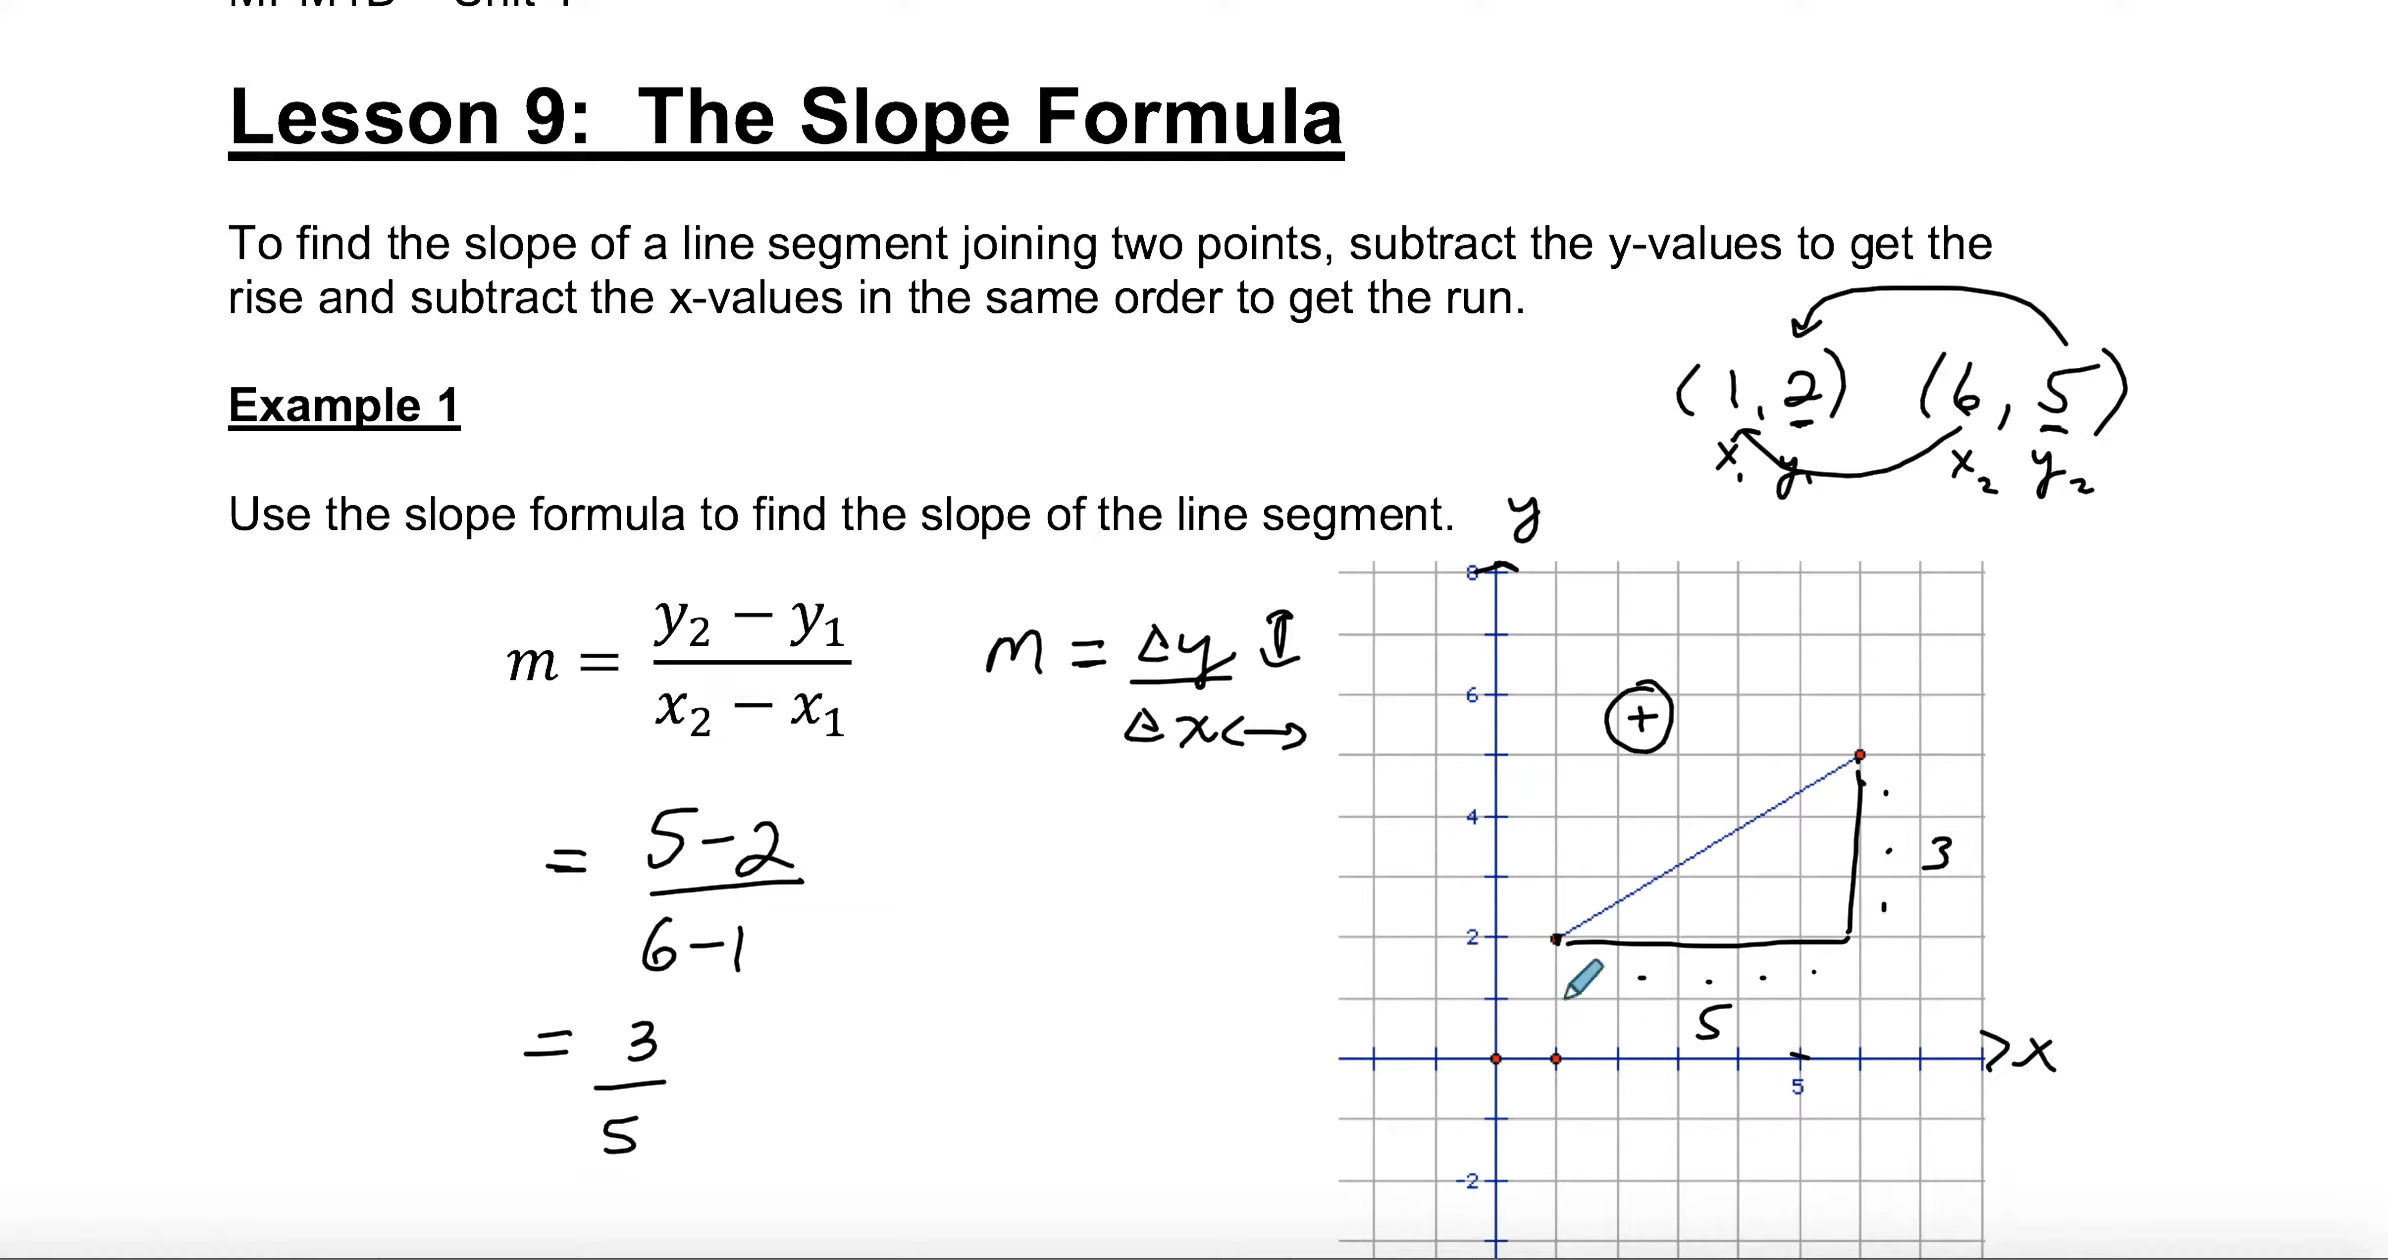 Lesson 9: The Slope Formula
To find the slope of a line segment joining two points, subtract the y-values to get the
rise and subtract the x-values in the same order to get the run.
(1, 2) (6, 5)
x₁ y₁ x₂ y₂
Example 1
Use the slope formula to find the slope of the line segment.
y
m = (y₂ − y₁)/(x₂ − x₁)
m = Δy/Δx
= (5-2)/(6-1)
= 3/5
8
6
+
4
3
2
5
x
5
-2